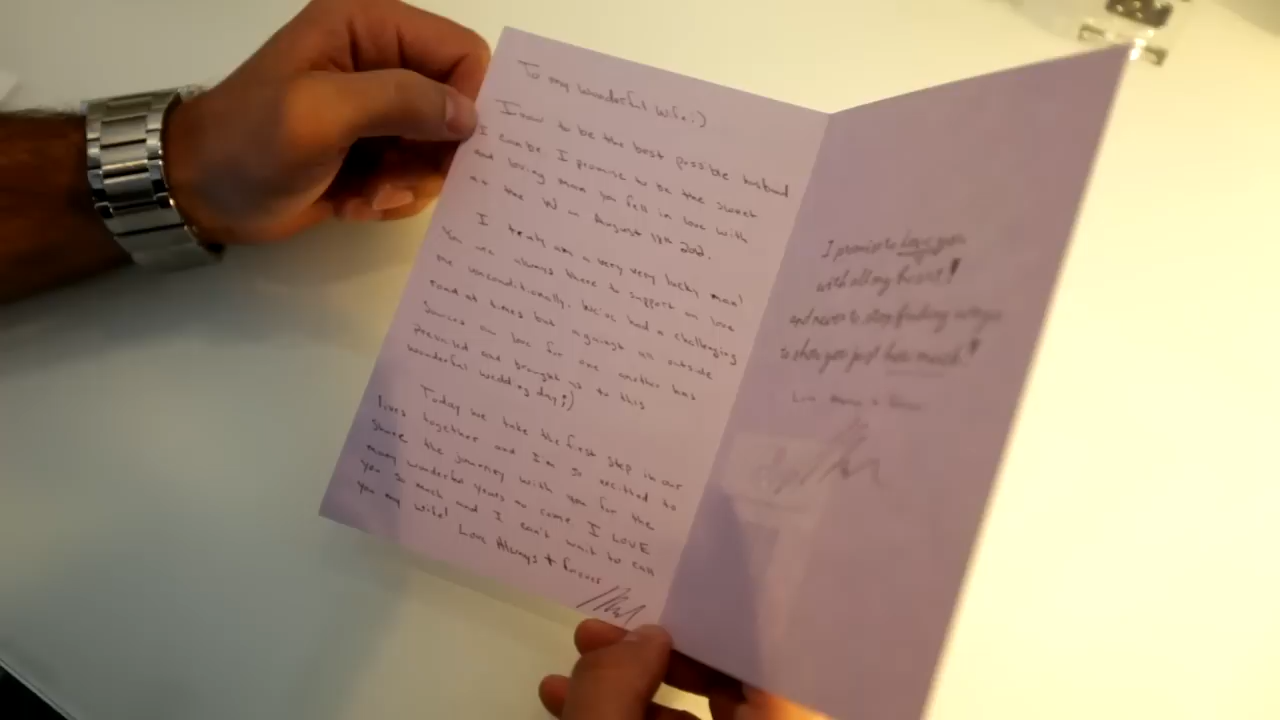 To my wonderful wife:)
I vow to be the best possible husband
I can be. I promise to be the sweet
and loving man you fell in love with
at the W on August 18th
I truly am a very very lucky man!
You are always there to support an love
me unconditionally. We've had a challenging
road at times but against all outside
sources our love for one another has
prevailed and brought us to this
wonderful wedding day;)
Today we take the first step in our
lives together and I'm so excited to
share the journey with you for the
many wonderful years to come I LOVE
you so much and I can't wait to call
you my wife!
Love Always + forever
I promise to love you
with all my heart!
and never to stop finding ways
to show you just how much!